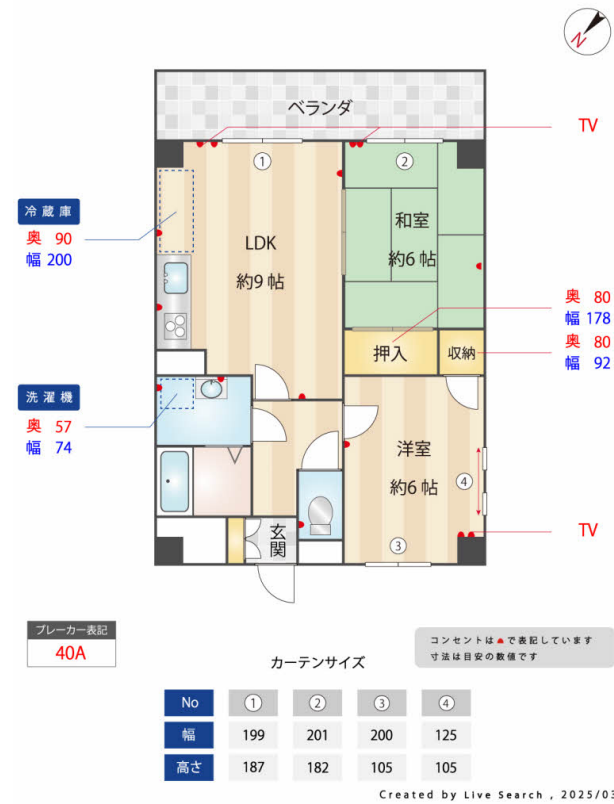 N
ベランダ
TV
①
②
冷蔵庫
奥 90
幅 200
LDK
約9 帖
和室
約6 帖
奥 80
幅 178
奥 80
幅 92
押入
収納
洗濯機
奥 57
幅 74
洋室
約6 帖
④
TV
玄関
③
ブレーカー表記
40A
コンセントは で表記しています
寸法は目安の数値です
カーテンサイズ
No ① ② ③ ④
幅 199 201 200 125
高さ 187 182 105 105
Created by Live Search , 2025/03